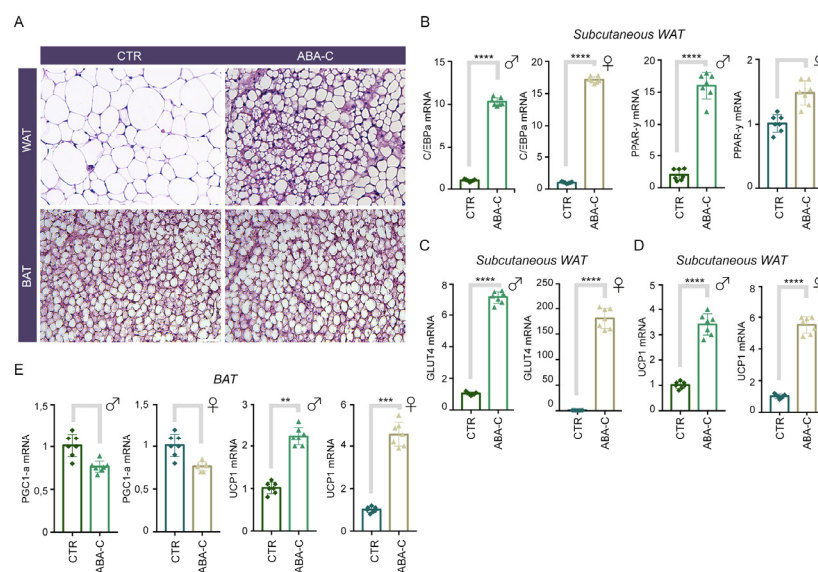 A
CTR
ABA-C
WAT
BAT
B
Subcutaneous WAT
C/EBPa mRNA
15
10
5
0
****
♂
CTR
ABA-C
C/EBPa mRNA
20
15
10
5
0
****
♀
CTR
ABA-C
PPAR-y mRNA
20
15
10
5
0
****
♂
CTR
ABA-C
PPAR-y mRNA
2
1
0
CTR
ABA-C
C
Subcutaneous WAT
GLUT4 mRNA
8
6
4
2
0
****
♂
CTR
ABA-C
GLUT4 mRNA
250
200
150
100
50
0
****
♀
CTR
ABA-C
D
Subcutaneous WAT
UCP1 mRNA
5
4
3
2
1
0
****
♂
CTR
ABA-C
UCP1 mRNA
8
6
4
2
0
****
CTR
ABA-C
E
BAT
PGC1-a mRNA
1,5
1
0,5
0
♂
CTR
ABA-C
PGC1-a mRNA
1,5
1
0,5
0
♀
CTR
ABA-C
UCP1 mRNA
3
2
1
0
**
♂
CTR
ABA-C
UCP1 mRNA
6
4
2
0
***
♀
CTR
ABA-C